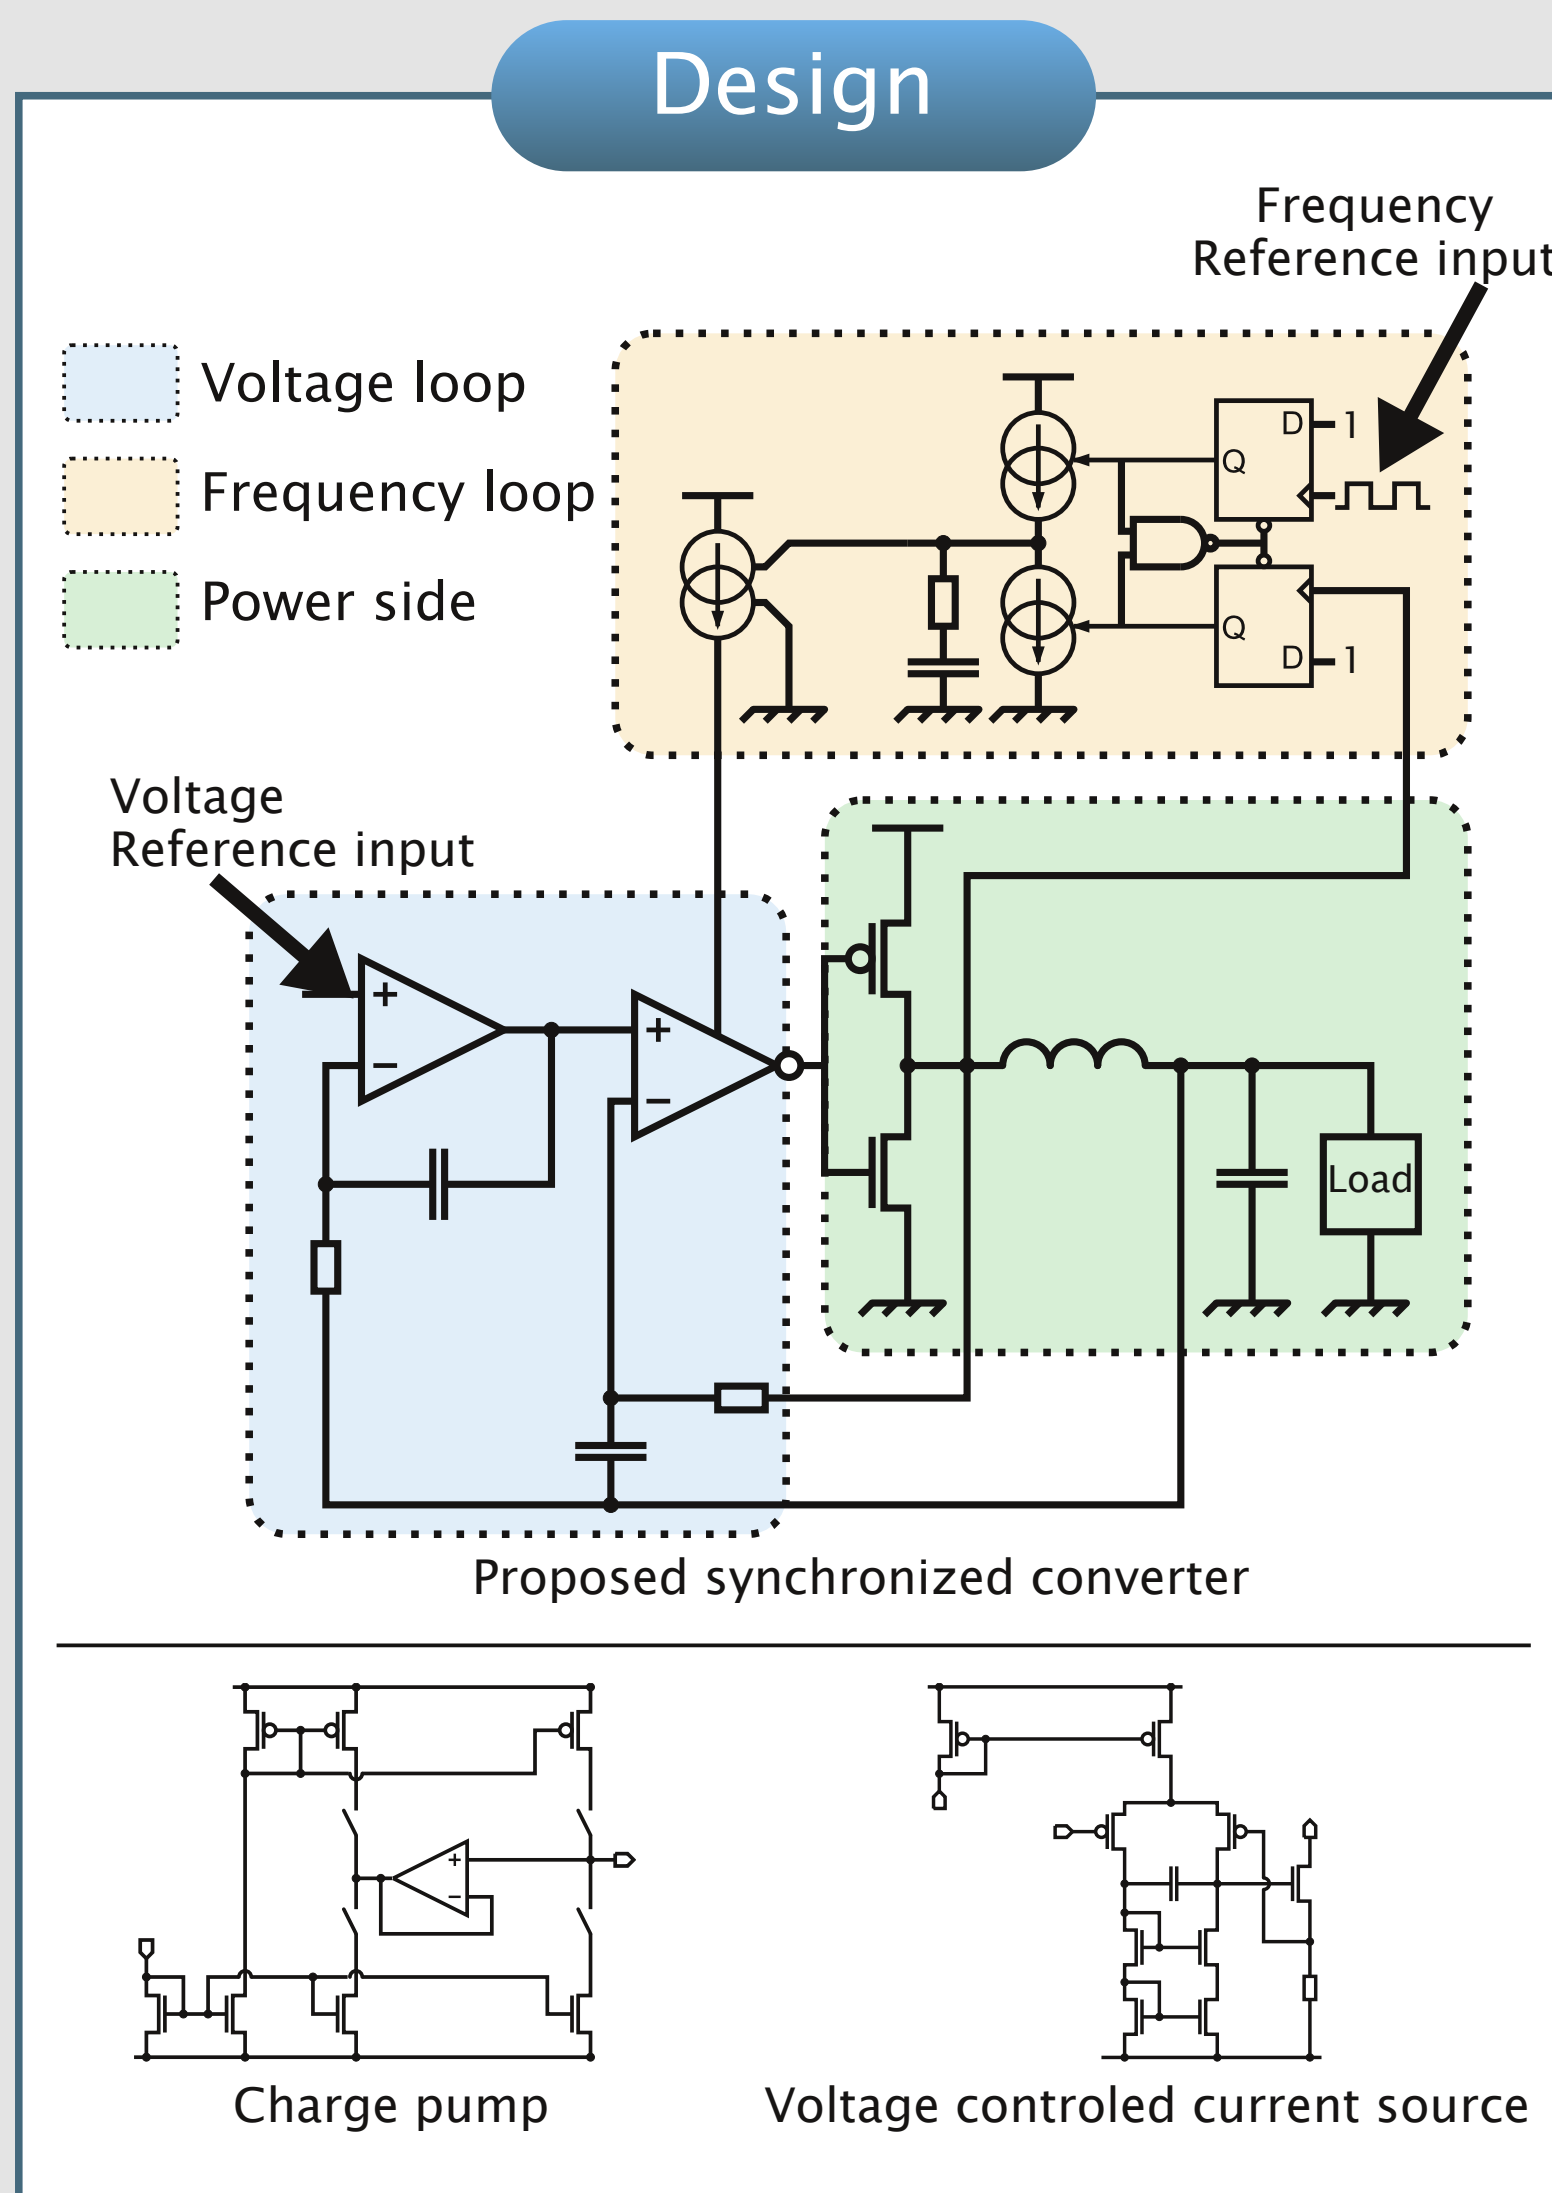 Design
Frequency
Reference input
Voltage loop
Frequency loop
Power side
D 1
Q
Q
D 1
Voltage
Reference input
+
−
+
−
Load
Proposed synchronized converter
+
−
Charge pump
Voltage controled current source